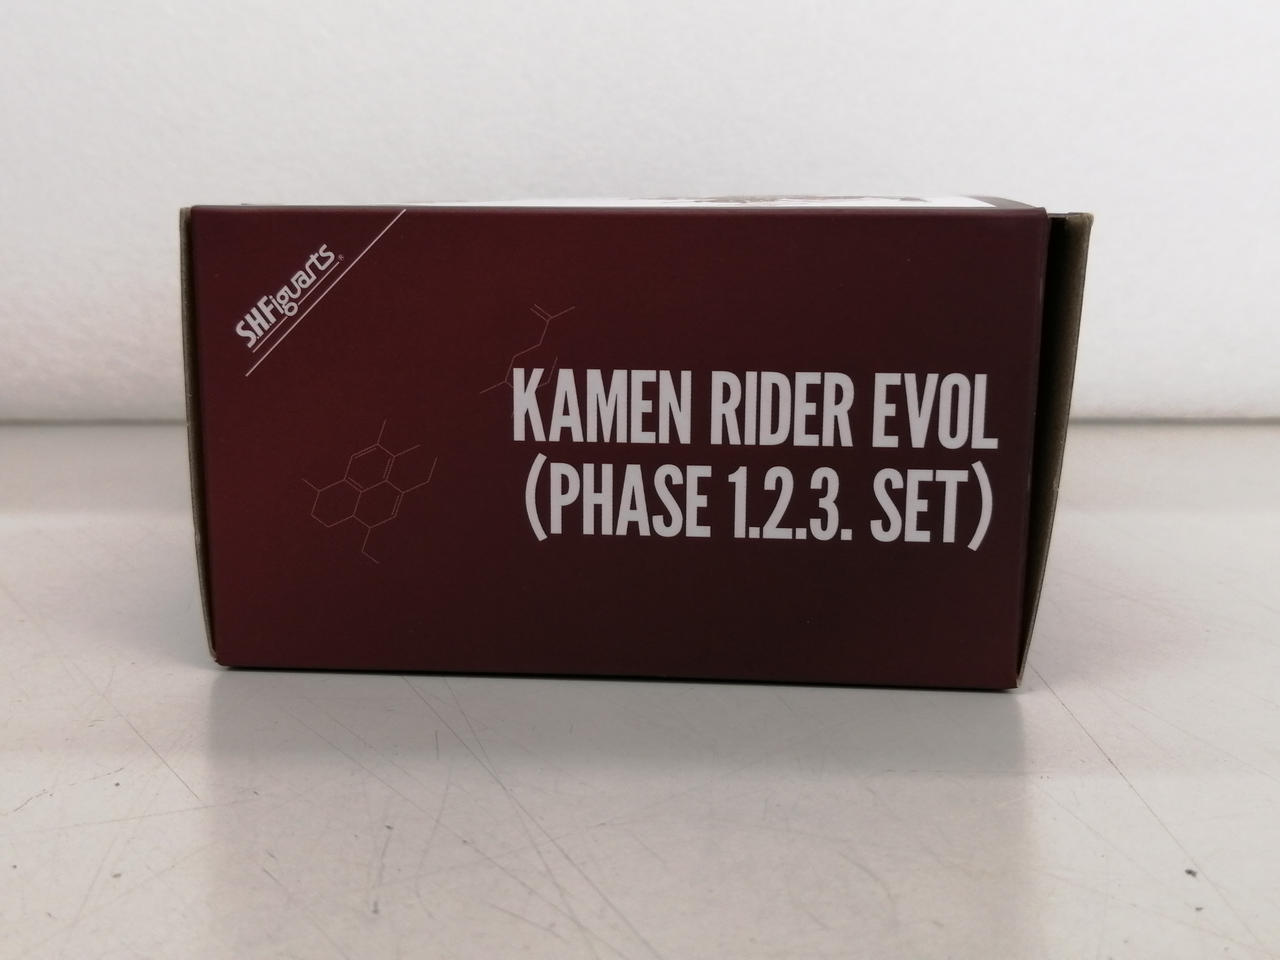 S.H.Figuarts®
KAMEN RIDER EVOL
(PHASE 1.2.3. SET)